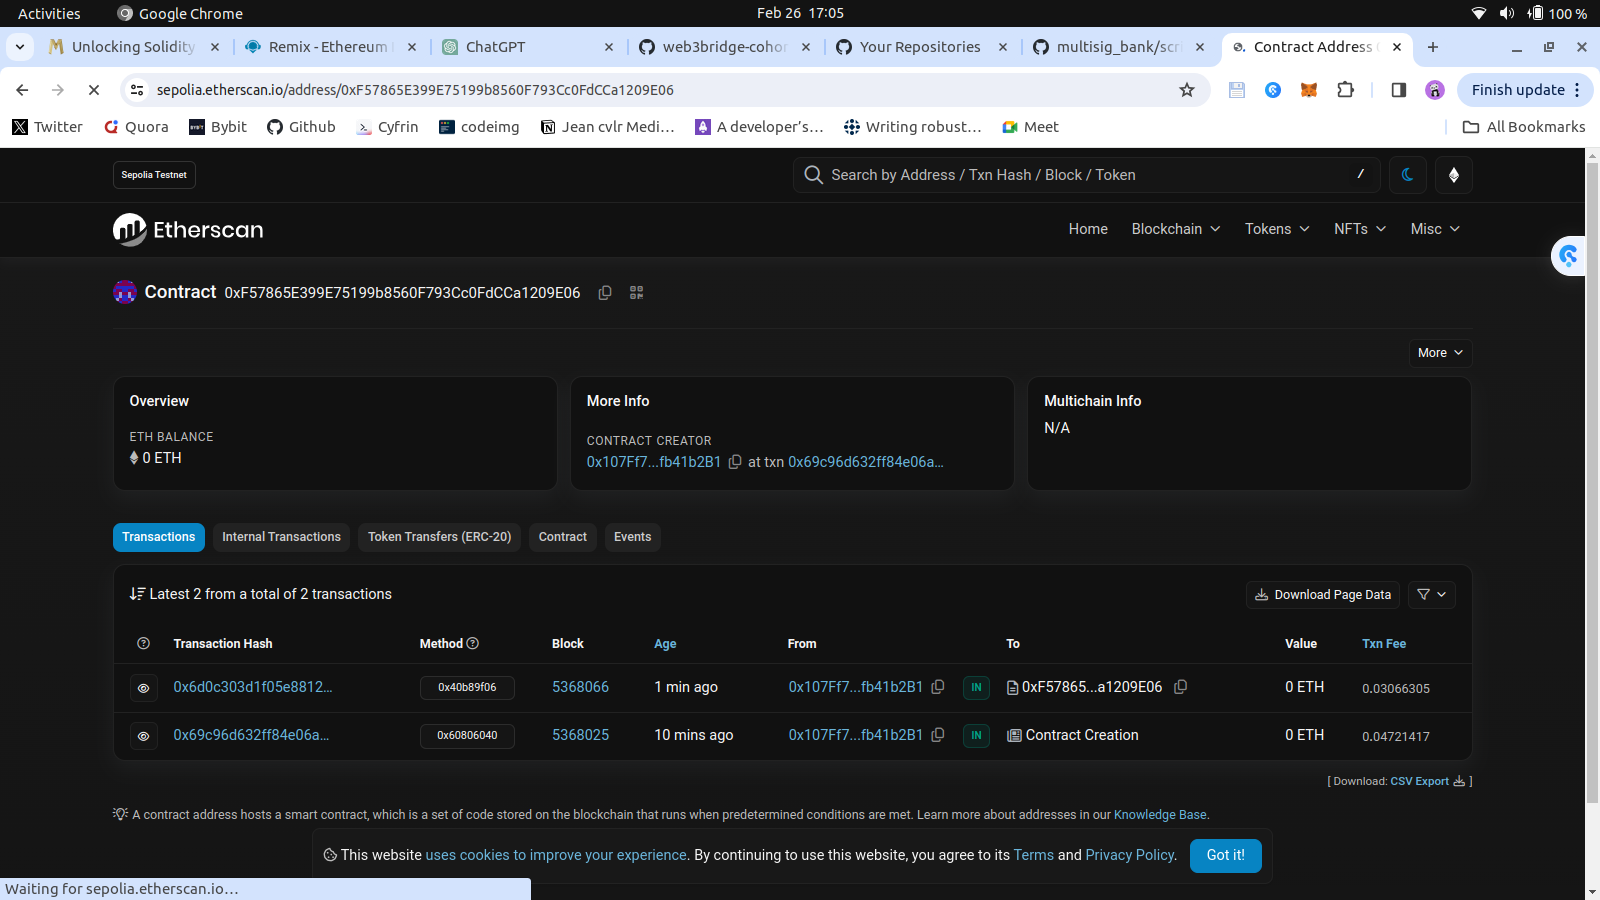 Activities Google Chrome Feb 26 17:05 100 %
Unlocking Solidity Remix - Ethereum ChatGPT web3bridge-cohor Your Repositories multisig_bank/scri Contract Address
sepolia.etherscan.io/address/0xF57865E399E75199b8560F793Cc0FdCCa1209E06 Finish update
Twitter Quora Bybit Github Cyfrin codeimg Jean cvlr Medi... A developer's... Writing robust... Meet All Bookmarks
Sepolia Testnet Search by Address / Txn Hash / Block / Token /
Etherscan Home Blockchain Tokens NFTs Misc
Contract 0xF57865E399E75199b8560F793Cc0FdCCa1209E06
More
Overview
ETH BALANCE
0 ETH
More Info
CONTRACT CREATOR
0x107Ff7...fb41b2B1 at txn 0x69c96d632ff84e06a...
Multichain Info
N/A
Transactions Internal Transactions Token Transfers (ERC-20) Contract Events
Latest 2 from a total of 2 transactions Download Page Data
Transaction Hash Method Block Age From To Value Txn Fee
0x6d0c303d1f05e8812... 0x40b89f06 5368066 1 min ago 0x107Ff7...fb41b2B1 IN 0xF57865...a1209E06 0 ETH 0.03066305
0x69c96d632ff84e06a... 0x60806040 5368025 10 mins ago 0x107Ff7...fb41b2B1 IN Contract Creation 0 ETH 0.04721417
[ Download: CSV Export ]
A contract address hosts a smart contract, which is a set of code stored on the blockchain that runs when predetermined conditions are met. Learn more about addresses in our Knowledge Base.
This website uses cookies to improve your experience. By continuing to use this website, you agree to its Terms and Privacy Policy. Got it!
Waiting for sepolia.etherscan.io...